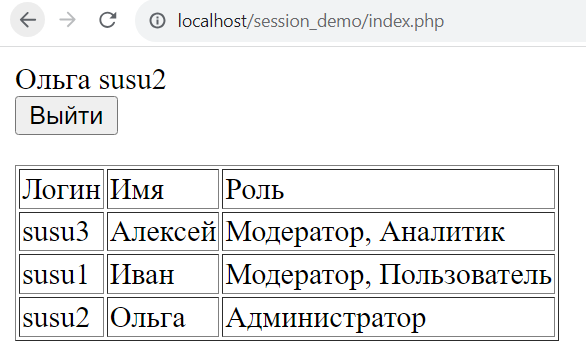 localhost/session_demo/index.php
Ольга susu2
Выйти
Логин Имя Роль
susu3 Алексей Модератор, Аналитик
susu1 Иван Модератор, Пользователь
susu2 Ольга Администратор